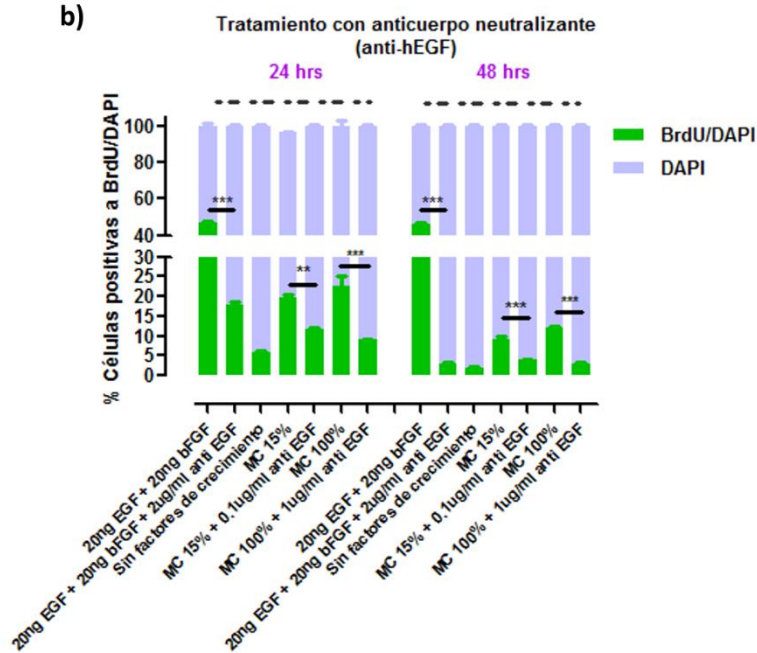 b)
Tratamiento con anticuerpo neutralizante
(anti-hEGF)
24 hrs
48 hrs
% Células positivas a BrdU/DAPI
100
80
60
40
30
25
20
15
10
5
0
***
**
***
***
***
***
BrdU/DAPI
DAPI
20ng EGF + 20ng bFGF
20ng EGF + 20ng bFGF + 2ug/ml anti EGF
Sin factores de crecimiento
MC 15%
MC 15% + 0.1ug/ml anti EGF
MC 100%
MC 100% + 1ug/ml anti EGF
20ng EGF + 20ng bFGF
20ng EGF + 20ng bFGF + 2ug/ml anti EGF
Sin factores de crecimiento
MC 15%
MC 15% + 0.1ug/ml anti EGF
MC 100%
MC 100% + 1ug/ml anti EGF